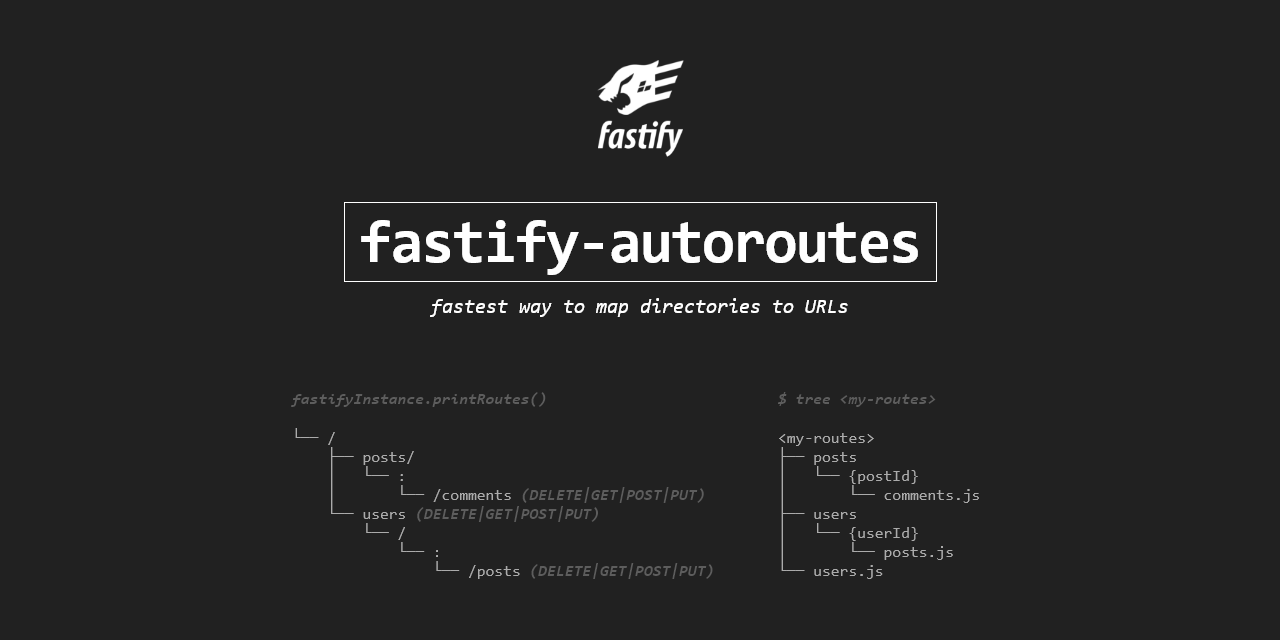 fastify
fastify-autoroutes
fastest way to map directories to URLs
fastifyInstance.printRoutes()
└── /
    ├── posts/
    │   └── :
    │       └── /comments (DELETE|GET|POST|PUT)
    └── users (DELETE|GET|POST|PUT)
        └── /
            └── :
                └── /posts (DELETE|GET|POST|PUT)
$ tree <my-routes>
<my-routes>
├── posts
│   └── {postId}
│       └── comments.js
├── users
│   └── {userId}
│       └── posts.js
└── users.js